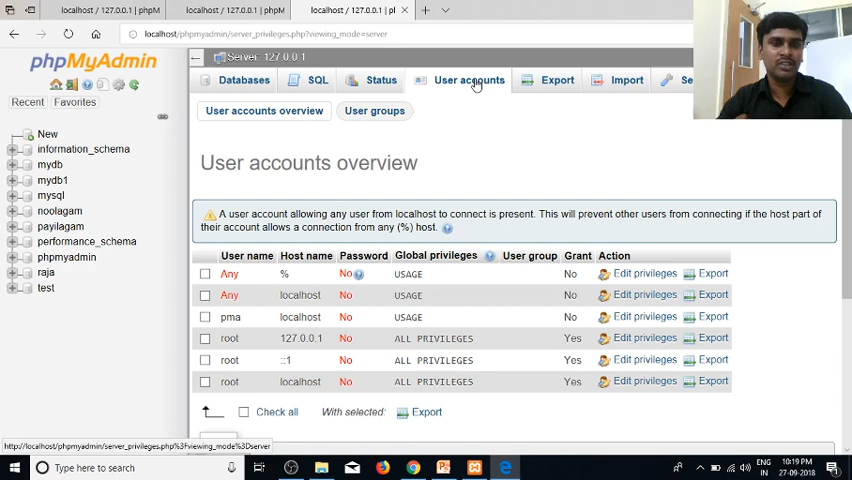 localhost / 127.0.0.1 | phpM
localhost / 127.0.0.1 | phpM
localhost / 127.0.0.1 | pl
localhost/phpmyadmin/server_privileges.php?viewing_mode=server
phpMyAdmin
Recent
Favorites
New
information_schema
mydb
mydb1
mysql
noolagam
payilagam
performance_schema
phpmyadmin
raja
test
Server: 127.0.0.1
Databases SQL Status User accounts Export Import Se
User accounts overview User groups
User accounts overview
A user account allowing any user from localhost to connect is present. This will prevent other users from connecting if the host part of
their account allows a connection from any (%) host.
User name Host name Password Global privileges User group Grant Action
Any % No USAGE No Edit privileges Export
Any localhost No USAGE No Edit privileges Export
pma localhost No USAGE No Edit privileges Export
root 127.0.0.1 No ALL PRIVILEGES Yes Edit privileges Export
root ::1 No ALL PRIVILEGES Yes Edit privileges Export
root localhost No ALL PRIVILEGES Yes Edit privileges Export
Check all With selected: Export
http://localhost/phpmyadmin/server_privileges.php%3Fviewing_mode%3Dserver
Type here to search
ENG
IN
10:19 PM
27-09-2018